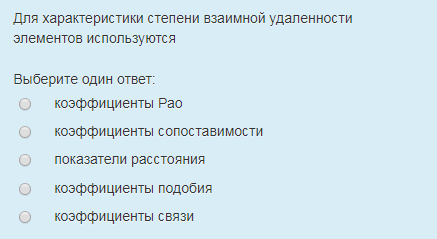 Для характеристики степени взаимной удаленности
элементов используются
Выберите один ответ:
коэффициенты Рао
коэффициенты сопоставимости
показатели расстояния
коэффициенты подобия
коэффициенты связи